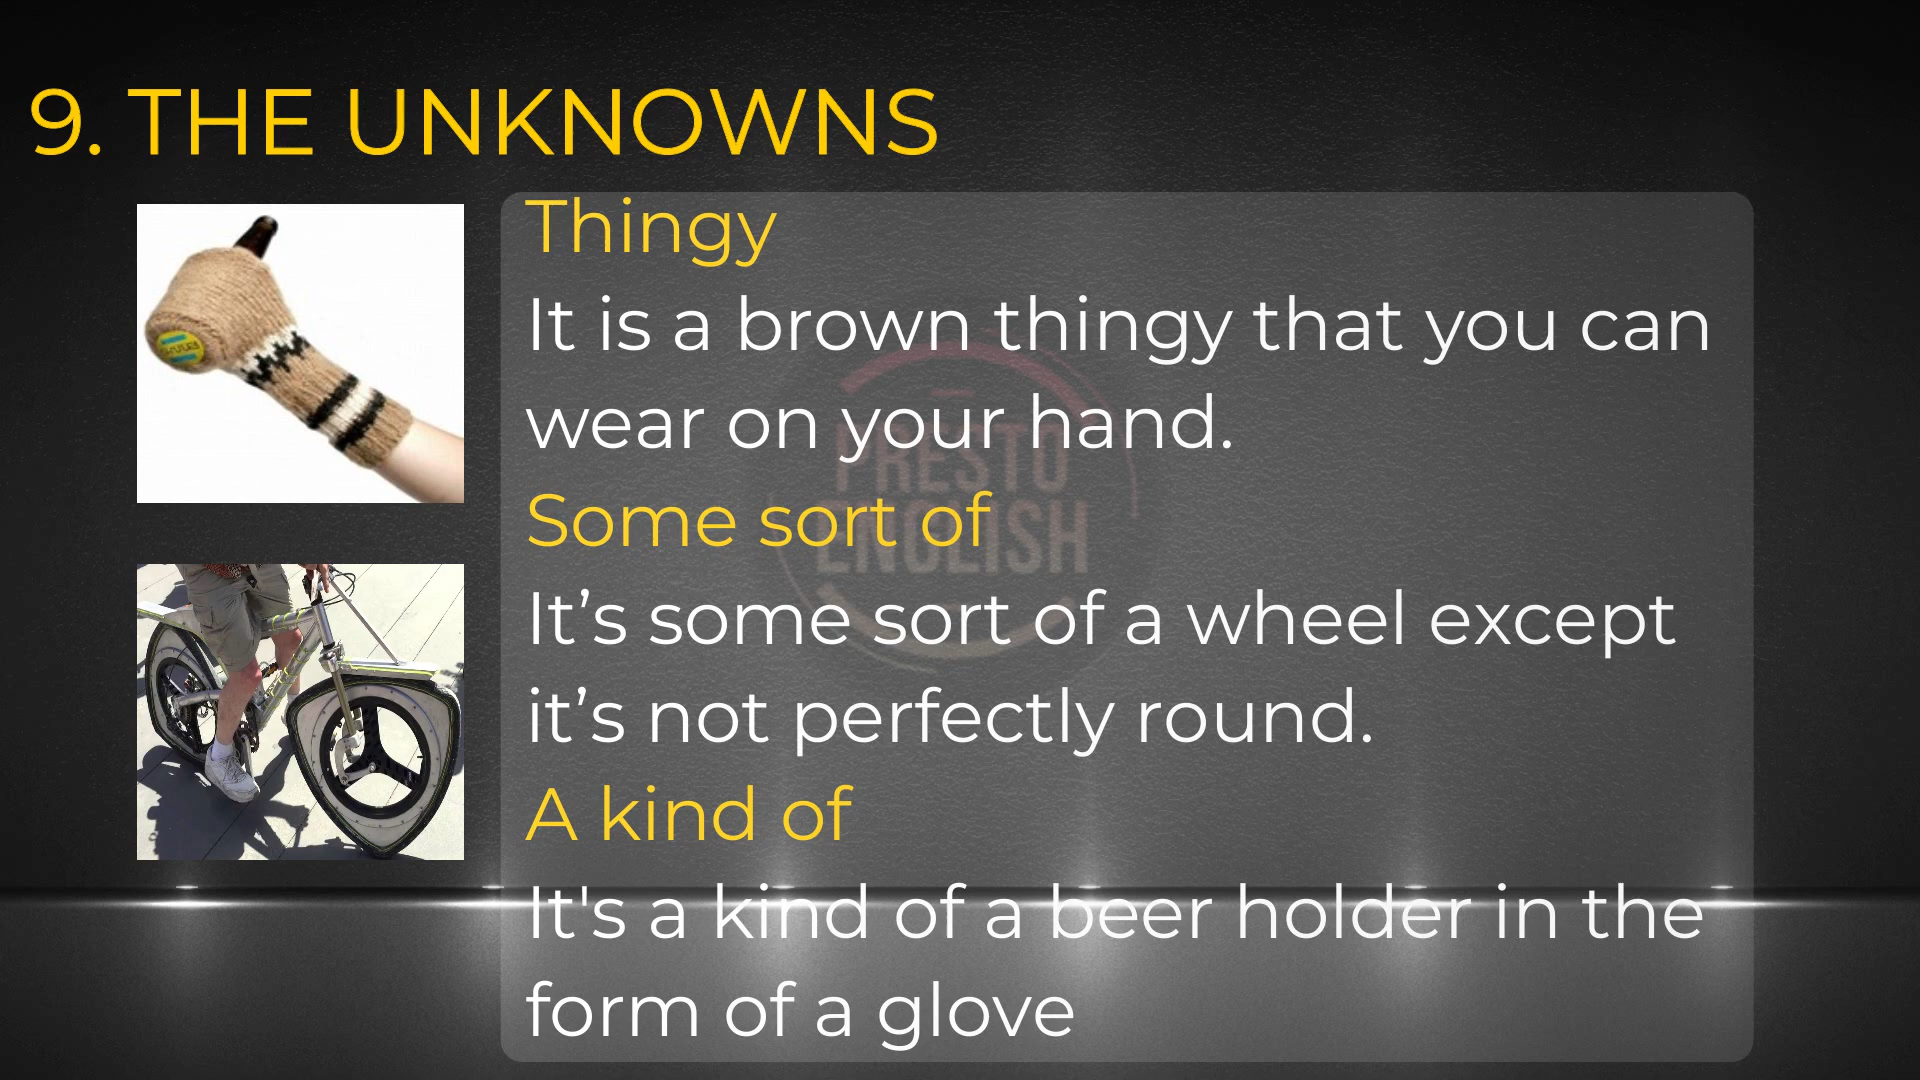 9. THE UNKNOWNS
Thingy
It is a brown thingy that you can
wear on your hand.
Some sort of
It’s some sort of a wheel except
it’s not perfectly round.
A kind of
It's a kind of a beer holder in the
form of a glove
PRESTO
ENGLISH